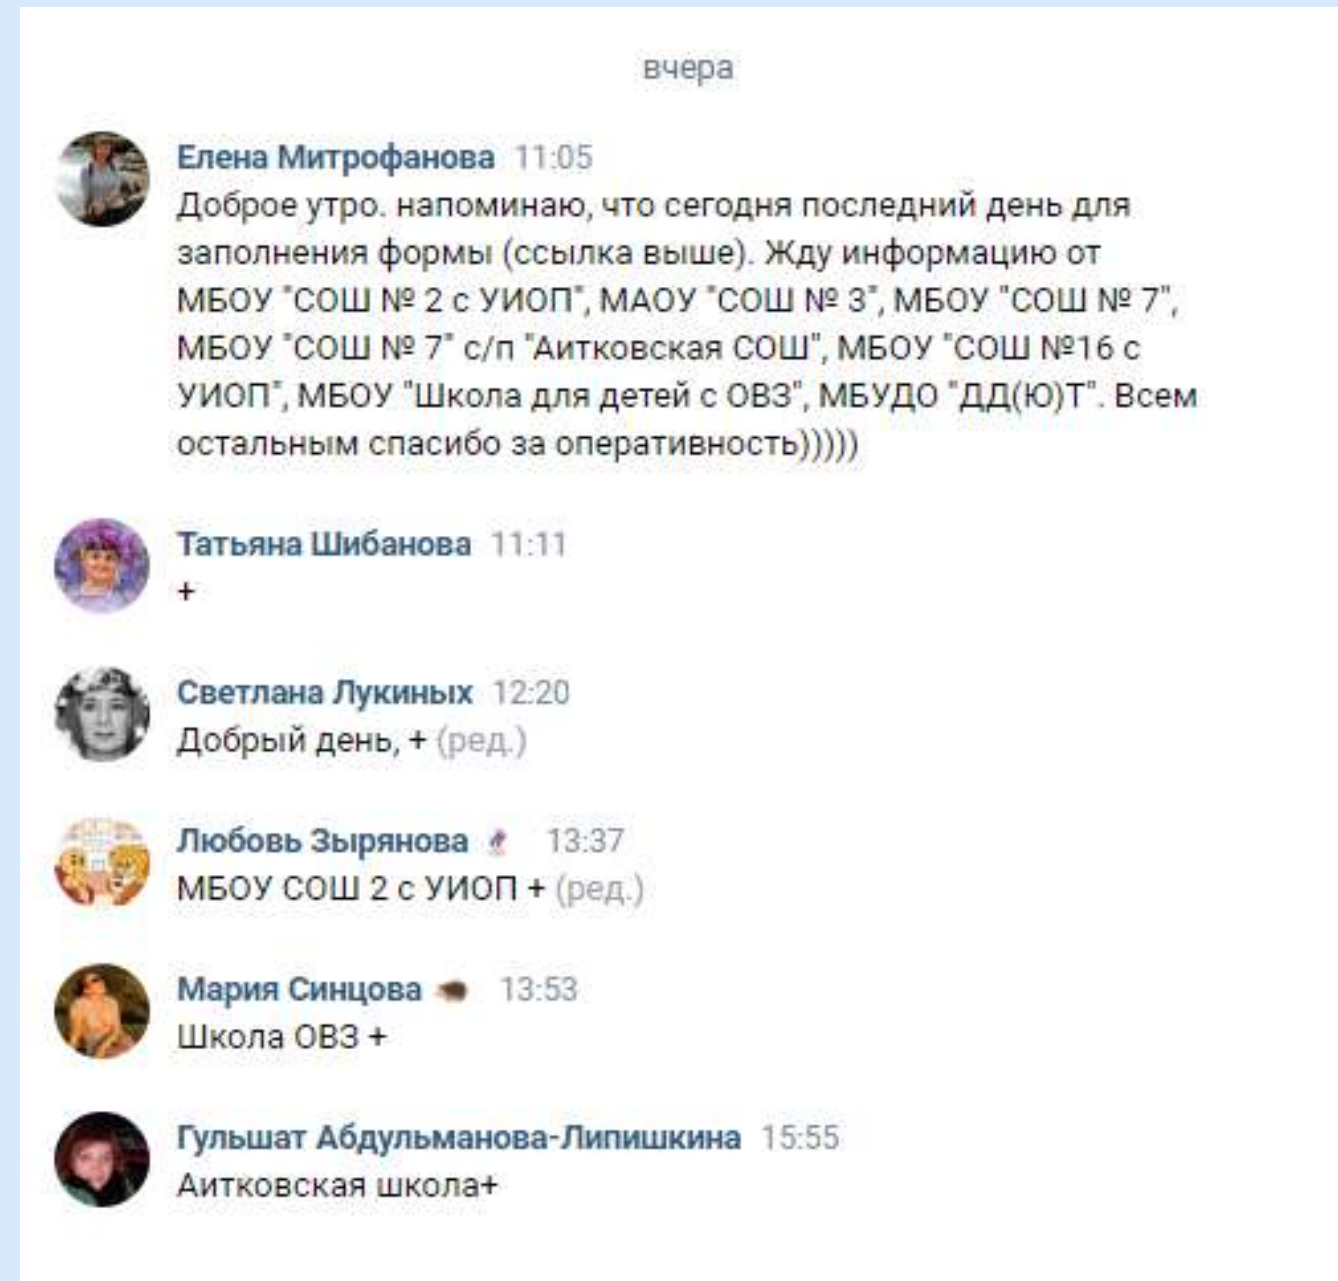 вчера
Елена Митрофанова 11:05
Доброе утро. напоминаю, что сегодня последний день для
заполнения формы (ссылка выше). Жду информацию от
МБОУ "СОШ № 2 с УИОП", МАОУ "СОШ № 3", МБОУ "СОШ № 7",
МБОУ "СОШ № 7" с/п "Аитковская СОШ", МБОУ "СОШ №16 с
УИОП", МБОУ "Школа для детей с ОВЗ", МБУДО "ДД(Ю)Т". Всем
остальным спасибо за оперативность)))))
Татьяна Шибанова 11:11
+
Светлана Лукиных 12:20
Добрый день, + (ред.)
Любовь Зырянова 13:37
МБОУ СОШ 2 с УИОП + (ред.)
Мария Синцова 13:53
Школа ОВЗ +
Гульшат Абдульманова-Липишкина 15:55
Аитковская школа+